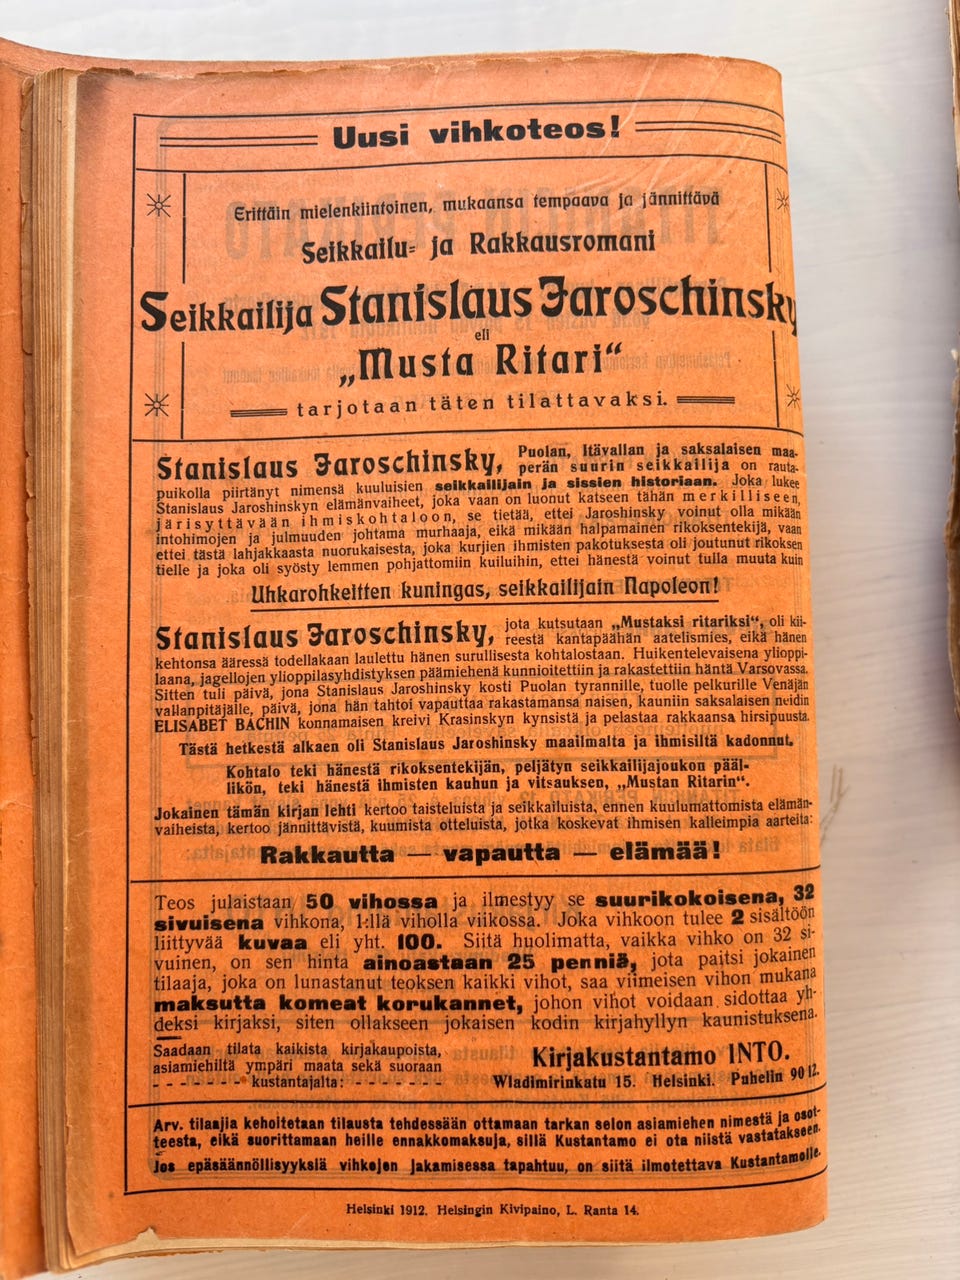 Uusi vihkoteos!
Erittäin mielenkiintoinen, mukaansa tempaava ja jännittävä
Seikkailu- ja Rakkausromani
Seikkailija Stanislaus Jaroschinsky
eli
„Musta Ritari“
tarjotaan täten tilattavaksi.
Stanislaus Jaroschinsky, Puolan, Itävallan ja saksalaisen maa-
perän suurin seikkailija on rauta-
puikolla piirtänyt nimensä kuuluisien seikkailijain ja sissien historiaan. Joka lukee
Stanislaus Jaroshinskyn elämänvaiheet, joka vaan on luonut katseen tähän merkilliseen,
järisyttävään ihmiskohtaloon, se tietää, ettei Jaroshinsky voinut olla mikään
intohimojen ja julmuuden johtama murhaaja, eikä mikään halpamainen rikoksentekijä, vaan
ettei tästä lahjakkaasta nuorukaisesta, joka kurjien ihmisten pakotuksesta oli joutunut rikoksen
tielle ja joka oli syösty lemmen pohjattomiin kuiluihin, ettei hänestä voinut tulla muuta kuin
Uhkarohkeitten kuningas, seikkailijain Napoleon!
Stanislaus Jaroschinsky, jota kutsutaan „Mustaksi ritariksi“, oli kii-
reestä kantapäähän aatelismies, eikä hänen
kehtonsa ääressä todellakaan laulettu hänen surullisesta kohtalostaan. Huikentelevaisena ylioppi-
laana, jagellojen ylioppilasyhdistyksen päämiehenä kunnioitettiin ja rakastettiin häntä Varsovassa.
Sitten tuli päivä, jona Stanislaus Jaroshinsky kosti Puolan tyrannille, tuolle pelkurille Venäjän
vallanpitäjälle, päivä, jona hän tahtoi vapauttaa rakastamansa naisen, kauniin saksalaisen neidin
ELISABET BACHIN konnamaisen kreivi Krasinskyn kynsistä ja pelastaa rakkaansa hirsipuusta.
Tästä hetkestä alkaen oli Stanislaus Jaroshinsky maailmalta ja ihmisiltä kadonnut.
Kohtalo teki hänestä rikoksentekijän, peljätyn seikkailijajoukon pääl-
likön, teki hänestä ihmisten kauhun ja vitsauksen, „Mustan Ritarin“.
Jokainen tämän kirjan lehti kertoo taisteluista ja seikkailuista, ennen kuulumattomista elämän-
vaiheista, kertoo jännittävistä, kuumista otteluista, jotka koskevat ihmisen kalleimpia aarteita:
Rakkautta — vapautta — elämää!
Teos julaistaan 50 vihossa ja ilmestyy se suurikokoisena, 32
sivuisena vihkona, 1:llä viholla viikossa. Joka vihkoon tulee 2 sisältöön
liittyvää kuvaa eli yht. 100. Siitä huolimatta, vaikka vihko on 32 si-
vuinen, on sen hinta ainoastaan 25 penniä, jota paitsi jokainen
tilaaja, joka on lunastanut teoksen kaikki vihot, saa viimeisen vihon mukana
maksutta komeat korukannet, johon vihot voidaan sidottaa yh-
deksi kirjaksi, siten ollakseen jokaisen kodin kirjahyllyn kaunistuksena.
Saadaan tilata kaikista kirjakaupoista,
asiamiehiltä ympäri maata sekä suoraan
- - - - - - - kustantajalta: - - - - - - -
Kirjakustantamo INTO.
Wladimirinkatu 15. Helsinki. Puhelin 90 12.
Arv. tilaajia kehoitetaan tilausta tehdessään ottamaan tarkan selon asiamiehen nimestä ja osot-
teesta, eikä suorittamaan heille ennakkomaksuja, sillä Kustantamo ei ota niistä vastatakseen.
Jos epäsäännöllisyyksiä vihkojen jakamisessa tapahtuu, on siitä ilmotettava Kustantamolle.
Helsinki 1912. Helsingin Kivipaino, L. Ranta 14.